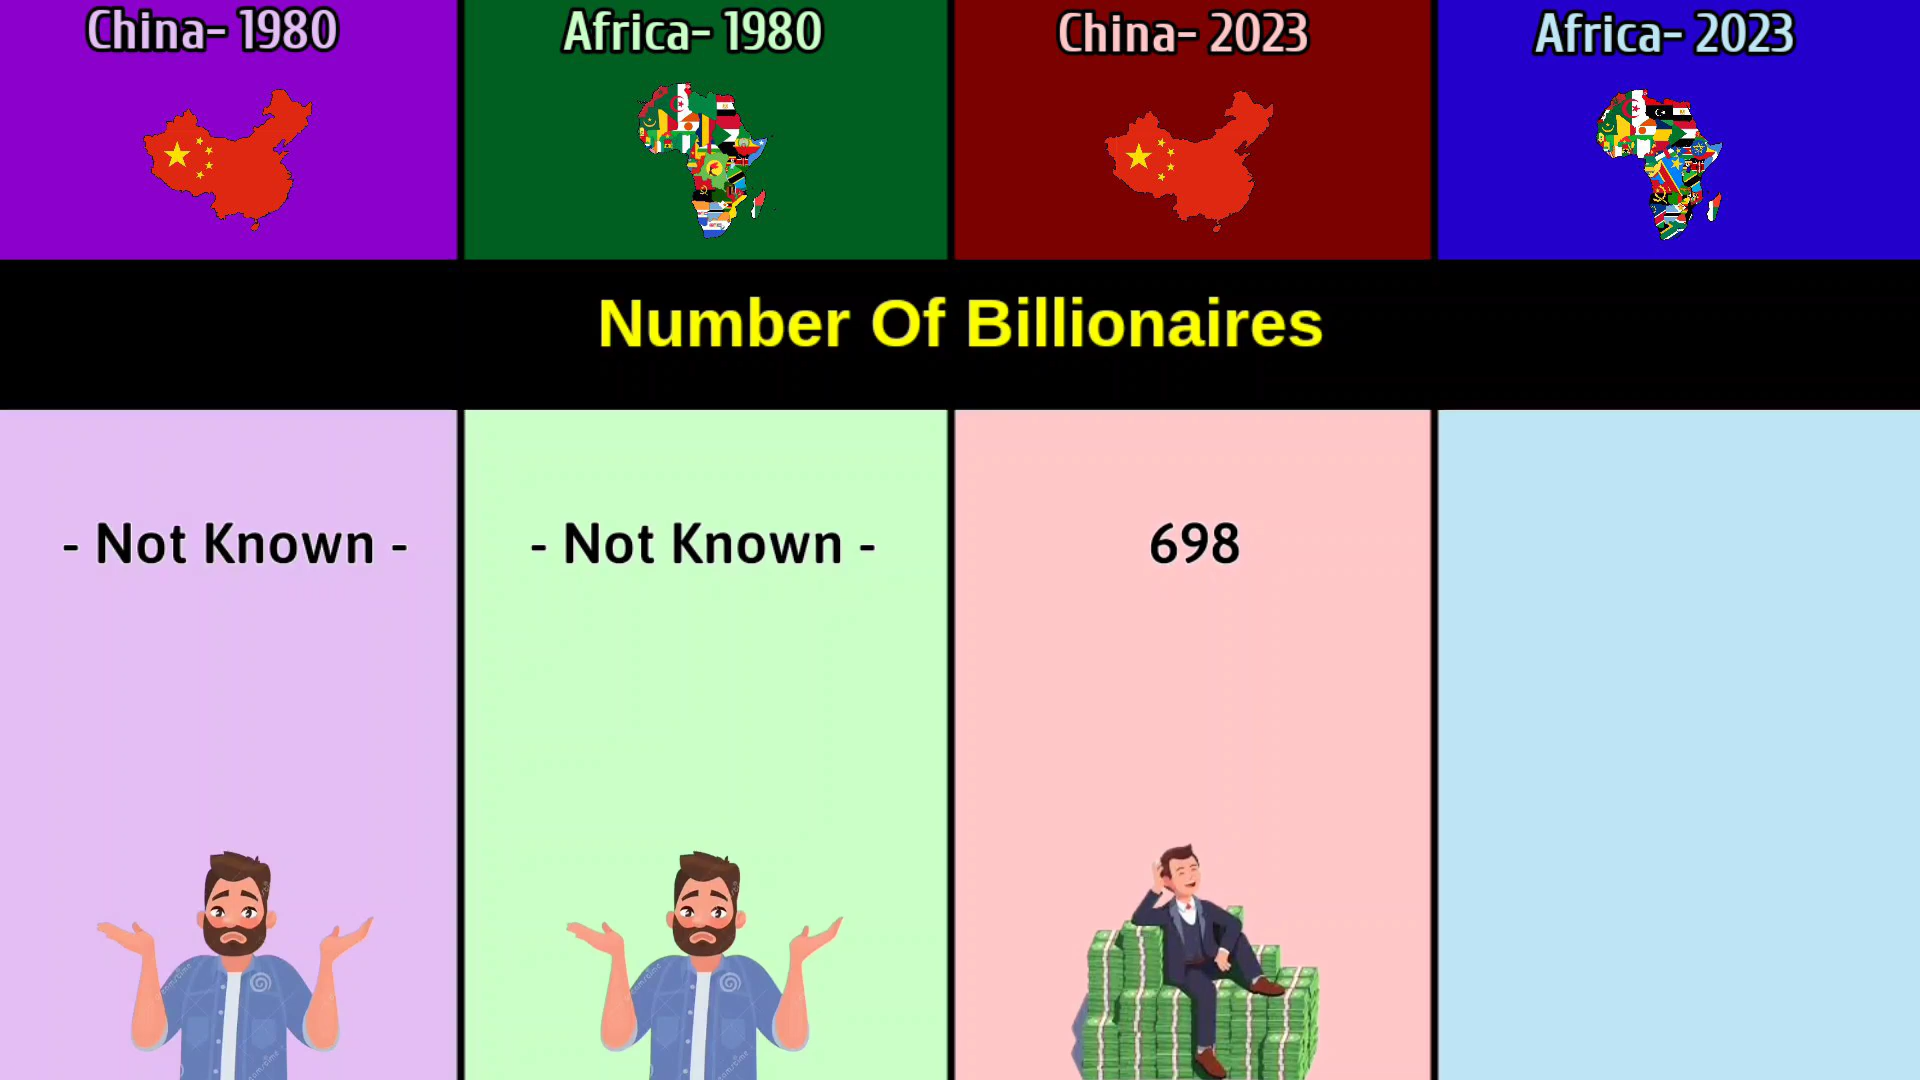 China- 1980
Africa- 1980
China- 2023
Africa- 2023
Number Of Billionaires
- Not Known -
- Not Known -
698